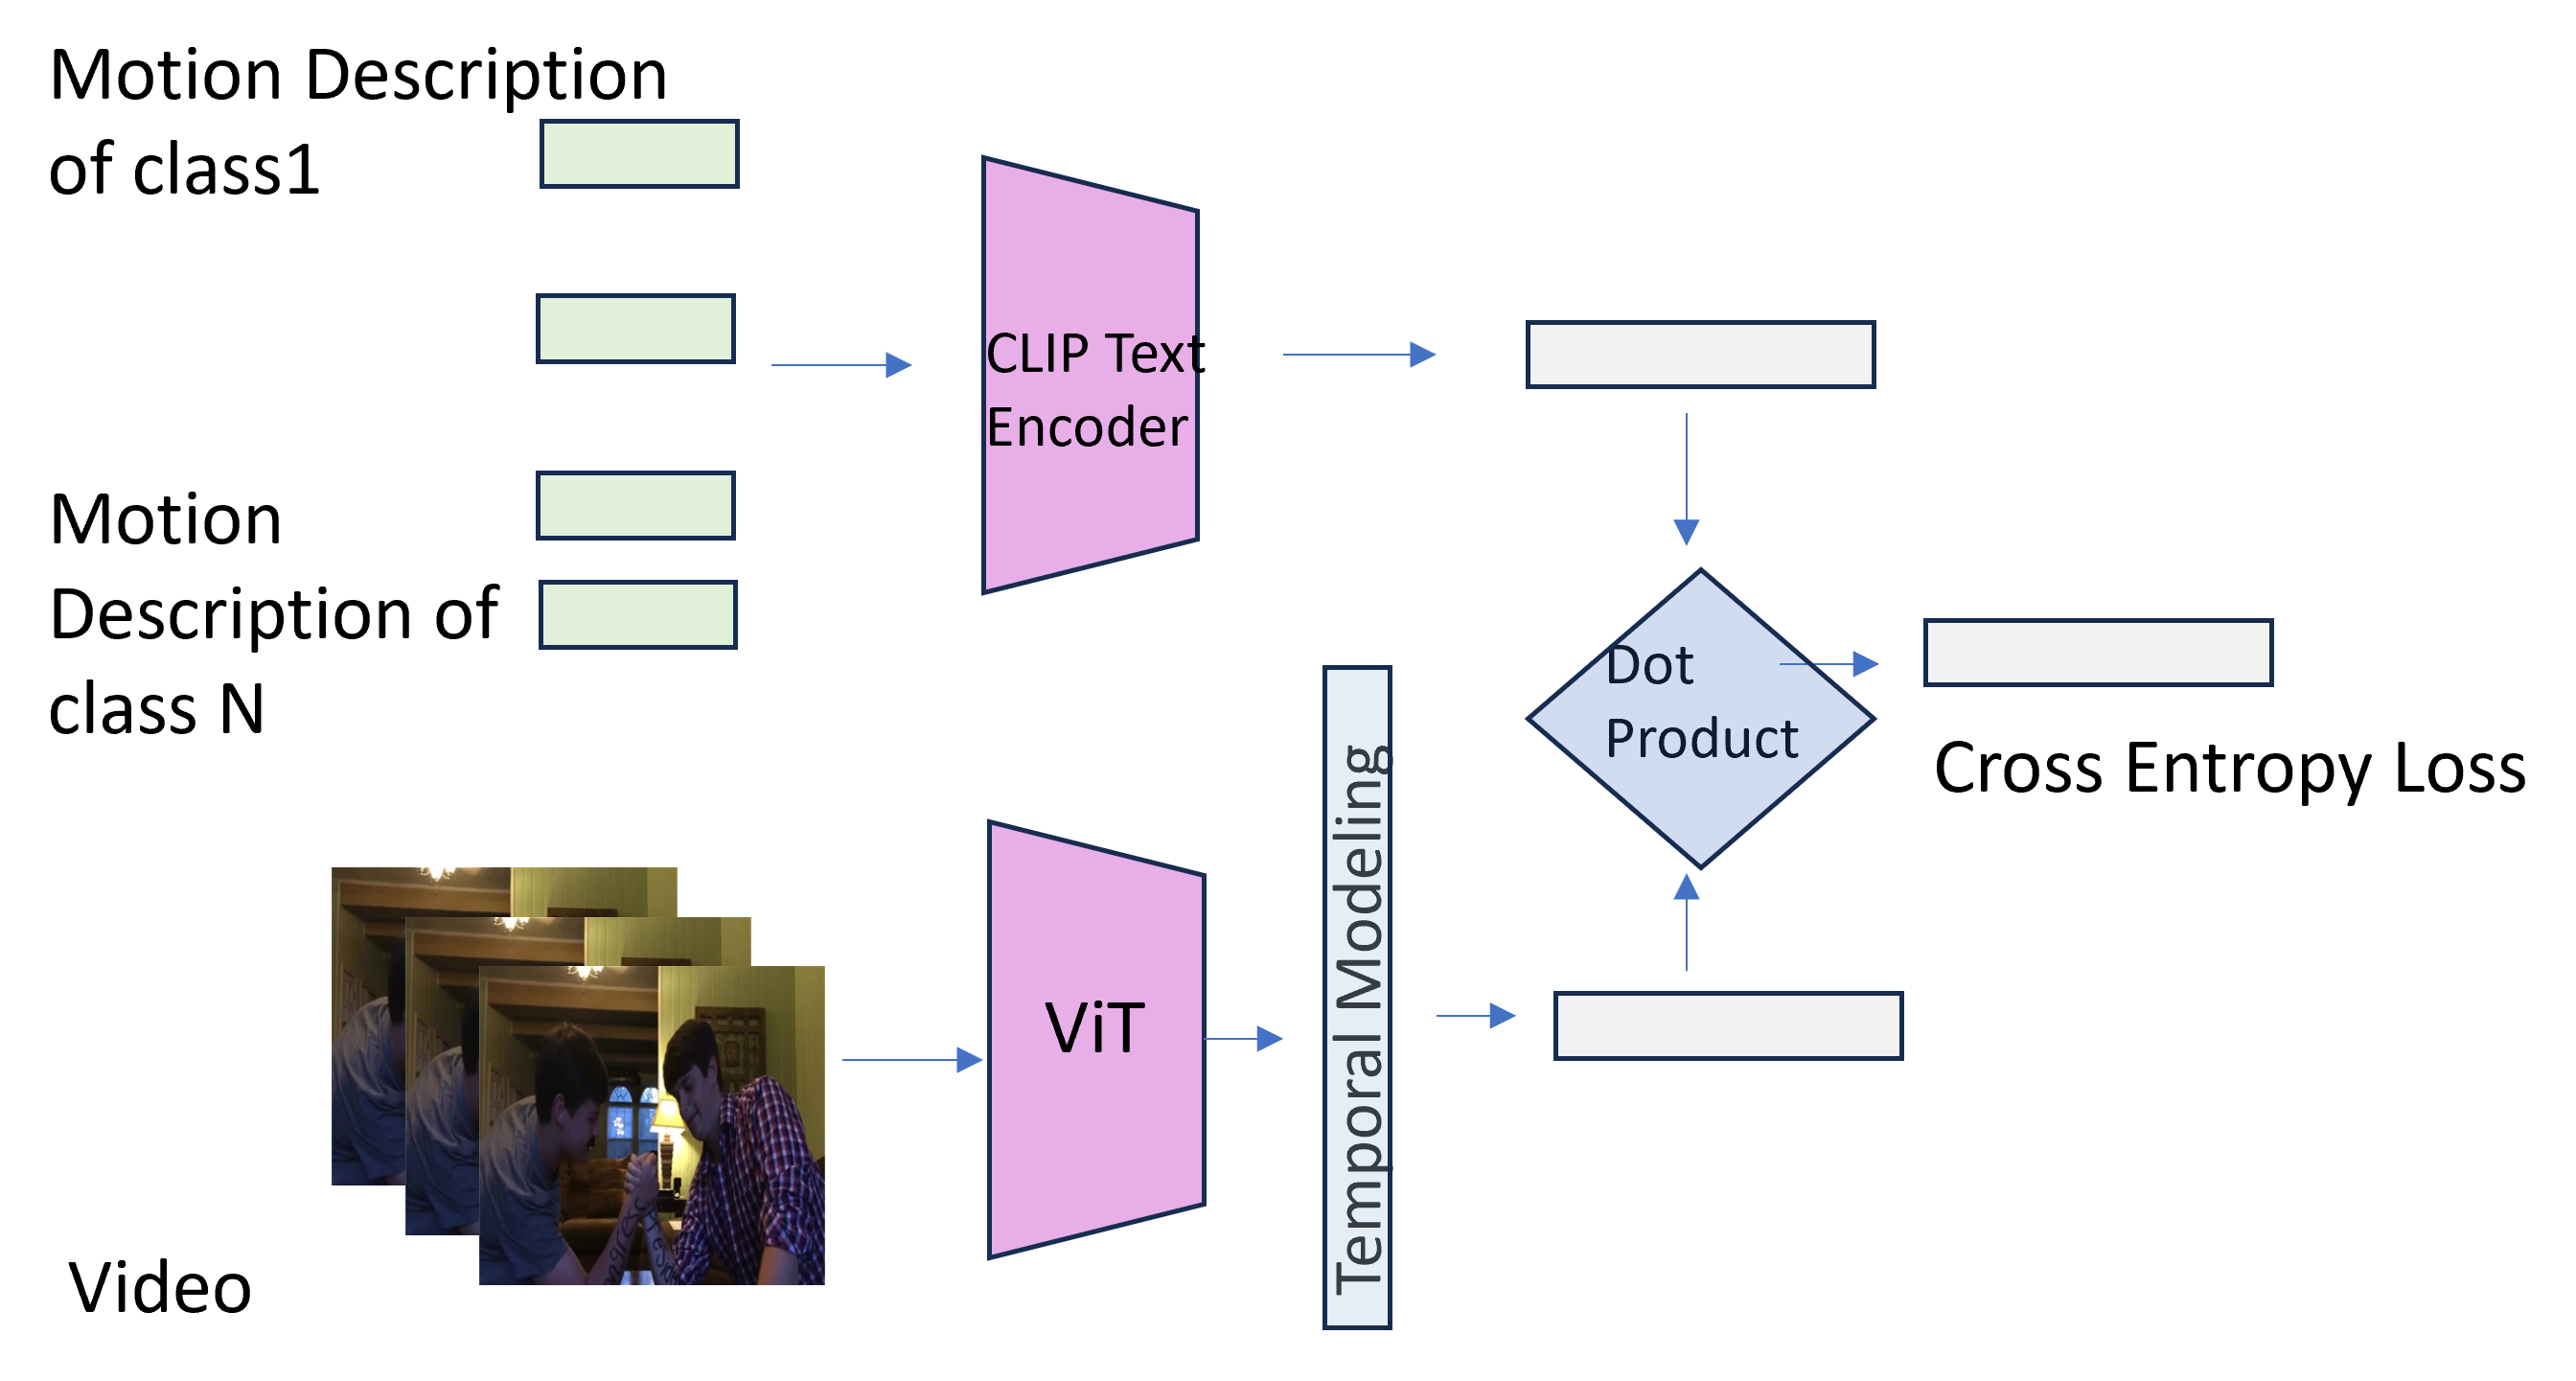 Motion Description
of class1
CLIP Text
Encoder
Motion
Description of
class N
Dot
Product
Cross Entropy Loss
Temporal Modeling
ViT
Video